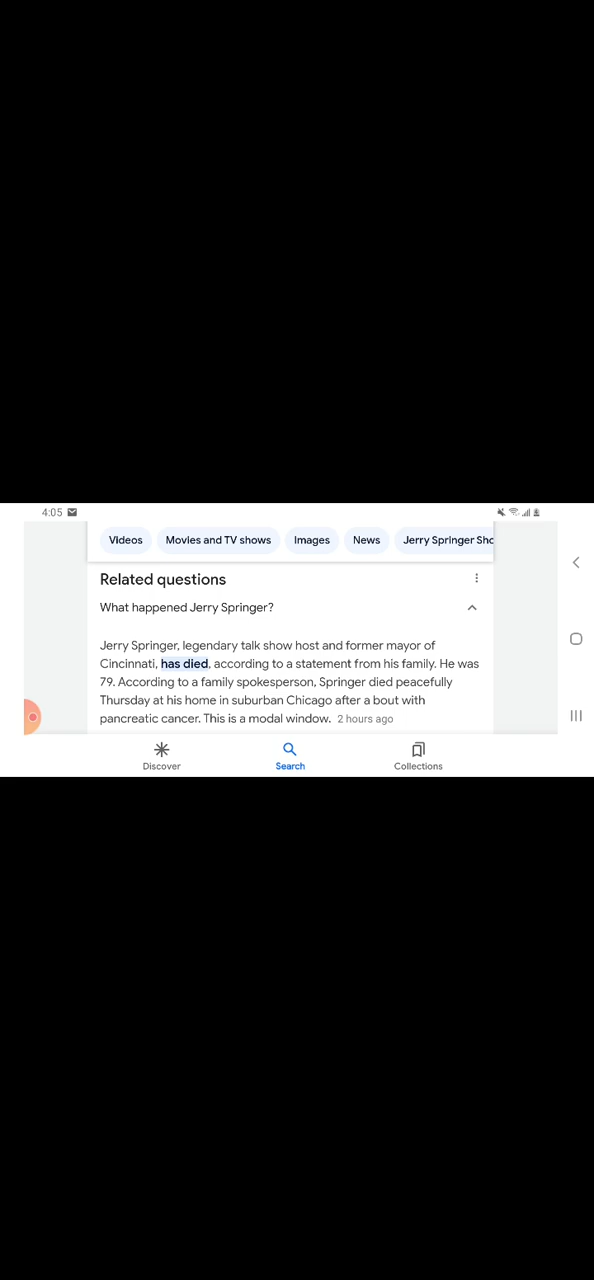 4:05
Videos Movies and TV shows Images News Jerry Springer Sho
Related questions
What happened Jerry Springer?
Jerry Springer, legendary talk show host and former mayor of
Cincinnati, has died, according to a statement from his family. He was
79. According to a family spokesperson, Springer died peacefully
Thursday at his home in suburban Chicago after a bout with
pancreatic cancer. This is a modal window. 2 hours ago
Discover Search Collections